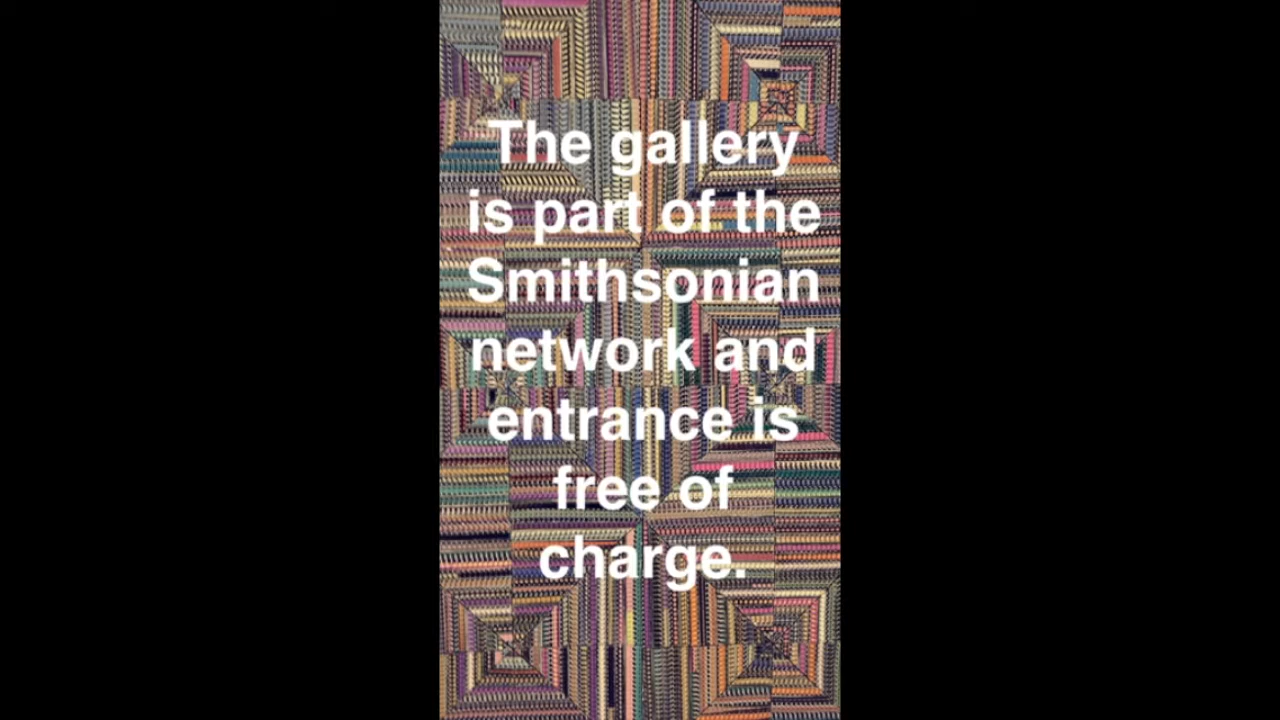 The gallery
is part of the
Smithsonian
network and
entrance is
free of
charge.